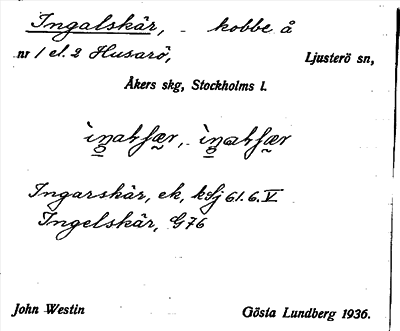 Ingalskär, - kobbe å
nr 1 el. 2 Husarö, Ljusterö sn,
Åkers skg, Stockholms l.
Ingarskär, ek, ksj 61.6.V
Ingelskär, G76
John Westin Gösta Lundberg 1936.